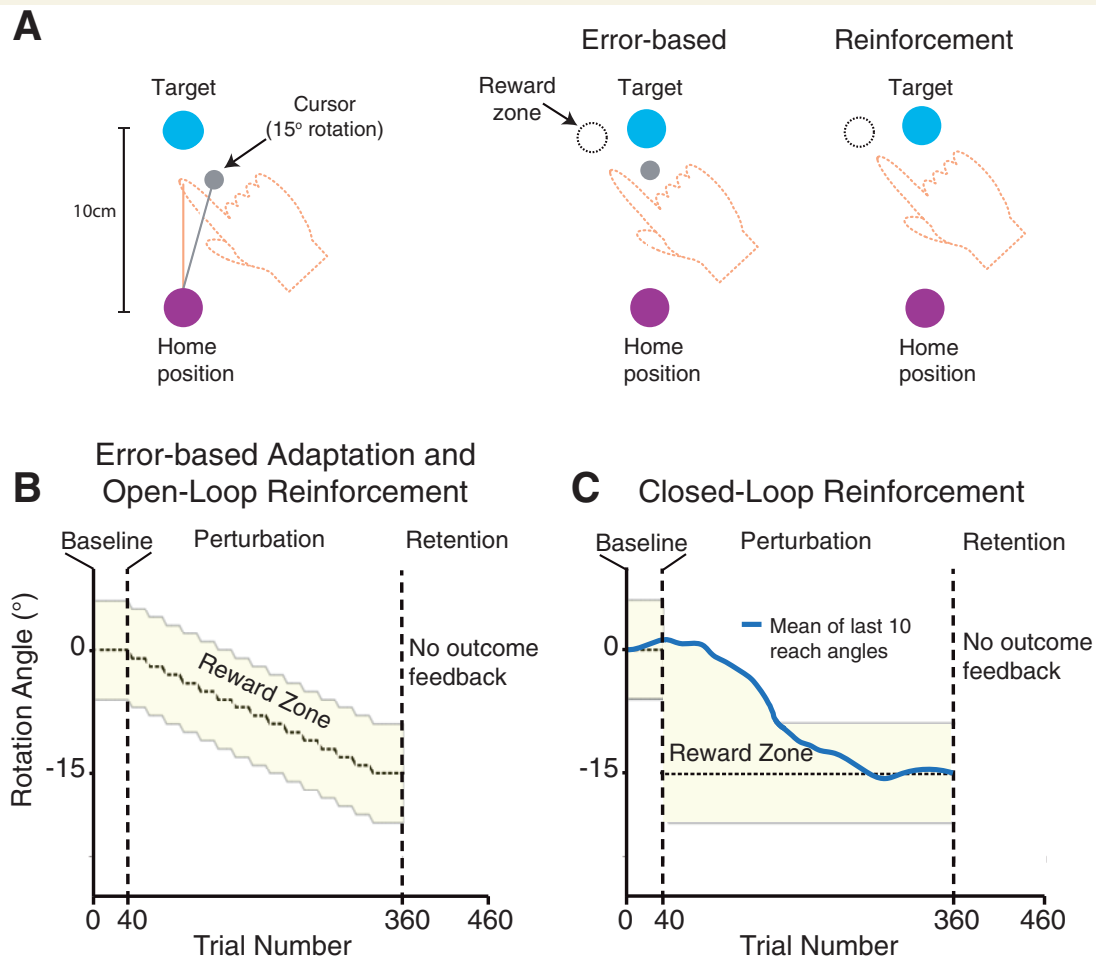 A
Error-based
Reinforcement
Target
Cursor
(15° rotation)
10cm
Home
position
Reward
zone
Target
Home
position
Target
Home
position
B
Error-based Adaptation and
Open-Loop Reinforcement
Baseline
Perturbation
Retention
Rotation Angle (°)
0
-15
Reward Zone
No outcome
feedback
0 40 360 460
Trial Number
C
Closed-Loop Reinforcement
Baseline
Perturbation
Retention
0
-15
Mean of last 10
reach angles
Reward Zone
No outcome
feedback
0 40 360 460
Trial Number